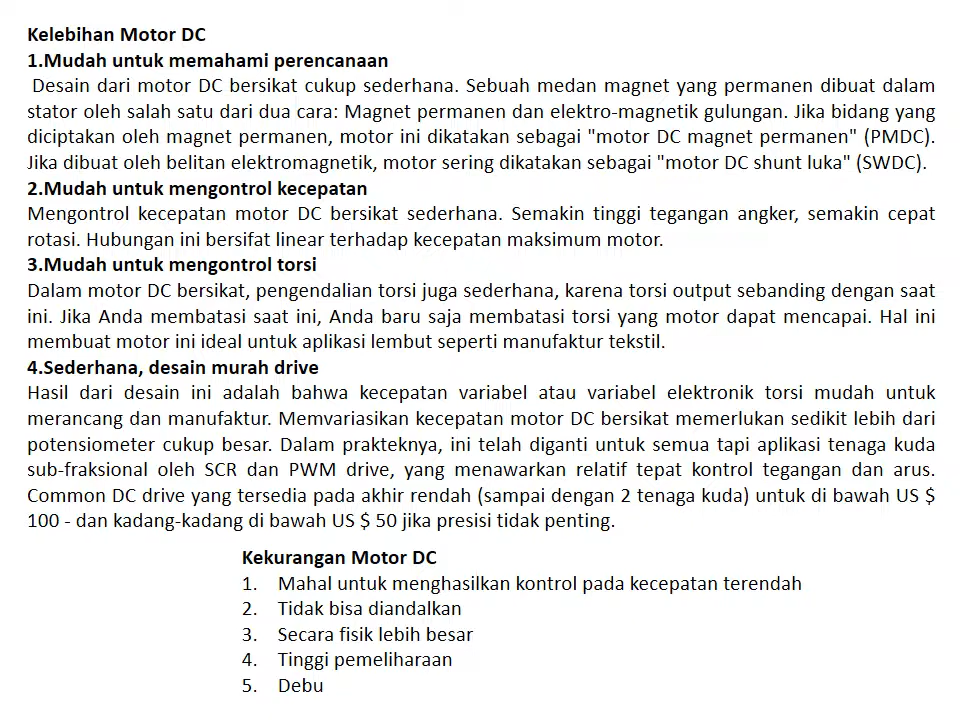 Kelebihan Motor DC
1.Mudah untuk memahami perencanaan
Desain dari motor DC bersikat cukup sederhana. Sebuah medan magnet yang permanen dibuat dalam
stator oleh salah satu dari dua cara: Magnet permanen dan elektro-magnetik gulungan. Jika bidang yang
diciptakan oleh magnet permanen, motor ini dikatakan sebagai "motor DC magnet permanen" (PMDC).
Jika dibuat oleh belitan elektromagnetik, motor sering dikatakan sebagai "motor DC shunt luka" (SWDC).
2.Mudah untuk mengontrol kecepatan
Mengontrol kecepatan motor DC bersikat sederhana. Semakin tinggi tegangan angker, semakin cepat
rotasi. Hubungan ini bersifat linear terhadap kecepatan maksimum motor.
3.Mudah untuk mengontrol torsi
Dalam motor DC bersikat, pengendalian torsi juga sederhana, karena torsi output sebanding dengan saat
ini. Jika Anda membatasi saat ini, Anda baru saja membatasi torsi yang motor dapat mencapai. Hal ini
membuat motor ini ideal untuk aplikasi lembut seperti manufaktur tekstil.
4.Sederhana, desain murah drive
Hasil dari desain ini adalah bahwa kecepatan variabel atau variabel elektronik torsi mudah untuk
merancang dan manufaktur. Memvariasikan kecepatan motor DC bersikat memerlukan sedikit lebih dari
potensiometer cukup besar. Dalam prakteknya, ini telah diganti untuk semua tapi aplikasi tenaga kuda
sub-fraksional oleh SCR dan PWM drive, yang menawarkan relatif tepat kontrol tegangan dan arus.
Common DC drive yang tersedia pada akhir rendah (sampai dengan 2 tenaga kuda) untuk di bawah US $
100 - dan kadang-kadang di bawah US $ 50 jika presisi tidak penting.
Kekurangan Motor DC
1. Mahal untuk menghasilkan kontrol pada kecepatan terendah
2. Tidak bisa diandalkan
3. Secara fisik lebih besar
4. Tinggi pemeliharaan
5. Debu